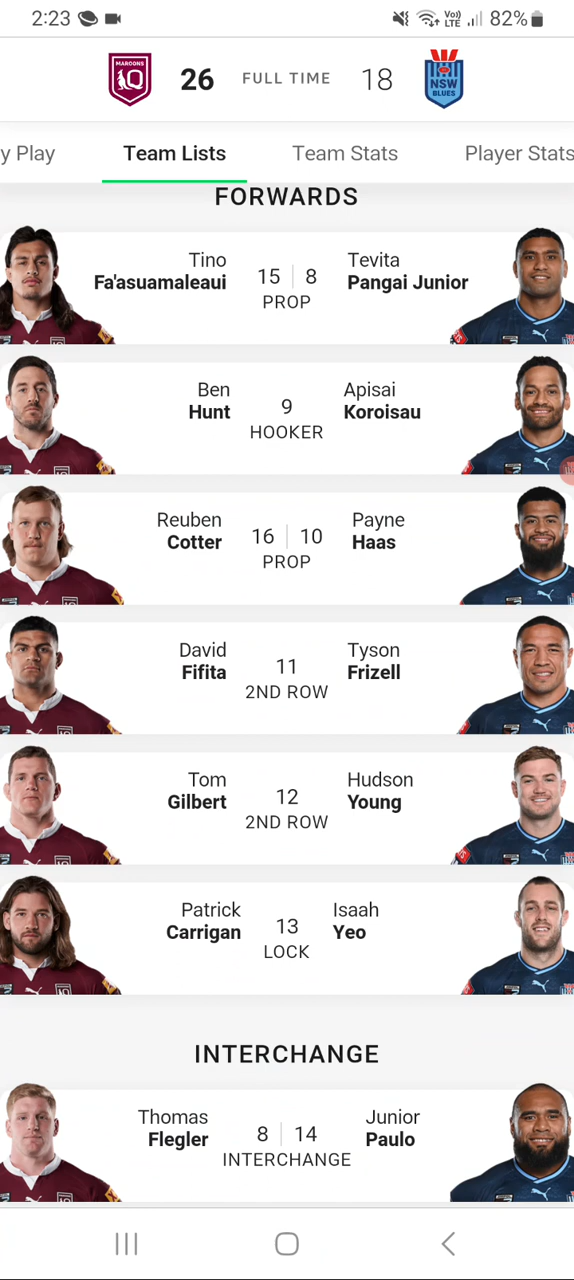 2:23 Vo)) LTE 82%
MAROONS Q 26 FULL TIME 18 NSW BLUES
y Play Team Lists Team Stats Player Stats
FORWARDS
Tino Fa'asuamaleaui 15 | 8 Tevita Pangai Junior
PROP
Ben Hunt 9 Apisai Koroisau
HOOKER
Reuben Cotter 16 | 10 Payne Haas
PROP
David Fifita 11 Tyson Frizell
2ND ROW
Tom Gilbert 12 Hudson Young
2ND ROW
Patrick Carrigan 13 Isaah Yeo
LOCK
INTERCHANGE
Thomas Flegler 8 | 14 Junior Paulo
INTERCHANGE